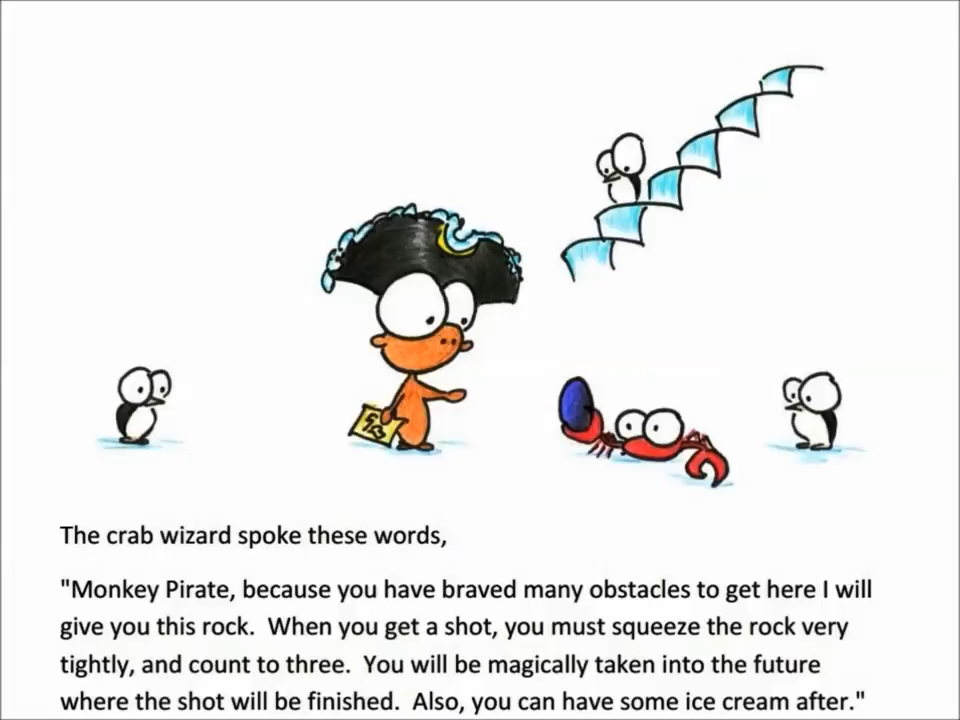 The crab wizard spoke these words,
"Monkey Pirate, because you have braved many obstacles to get here I will
give you this rock.  When you get a shot, you must squeeze the rock very
tightly, and count to three.  You will be magically taken into the future
where the shot will be finished.  Also, you can have some ice cream after."